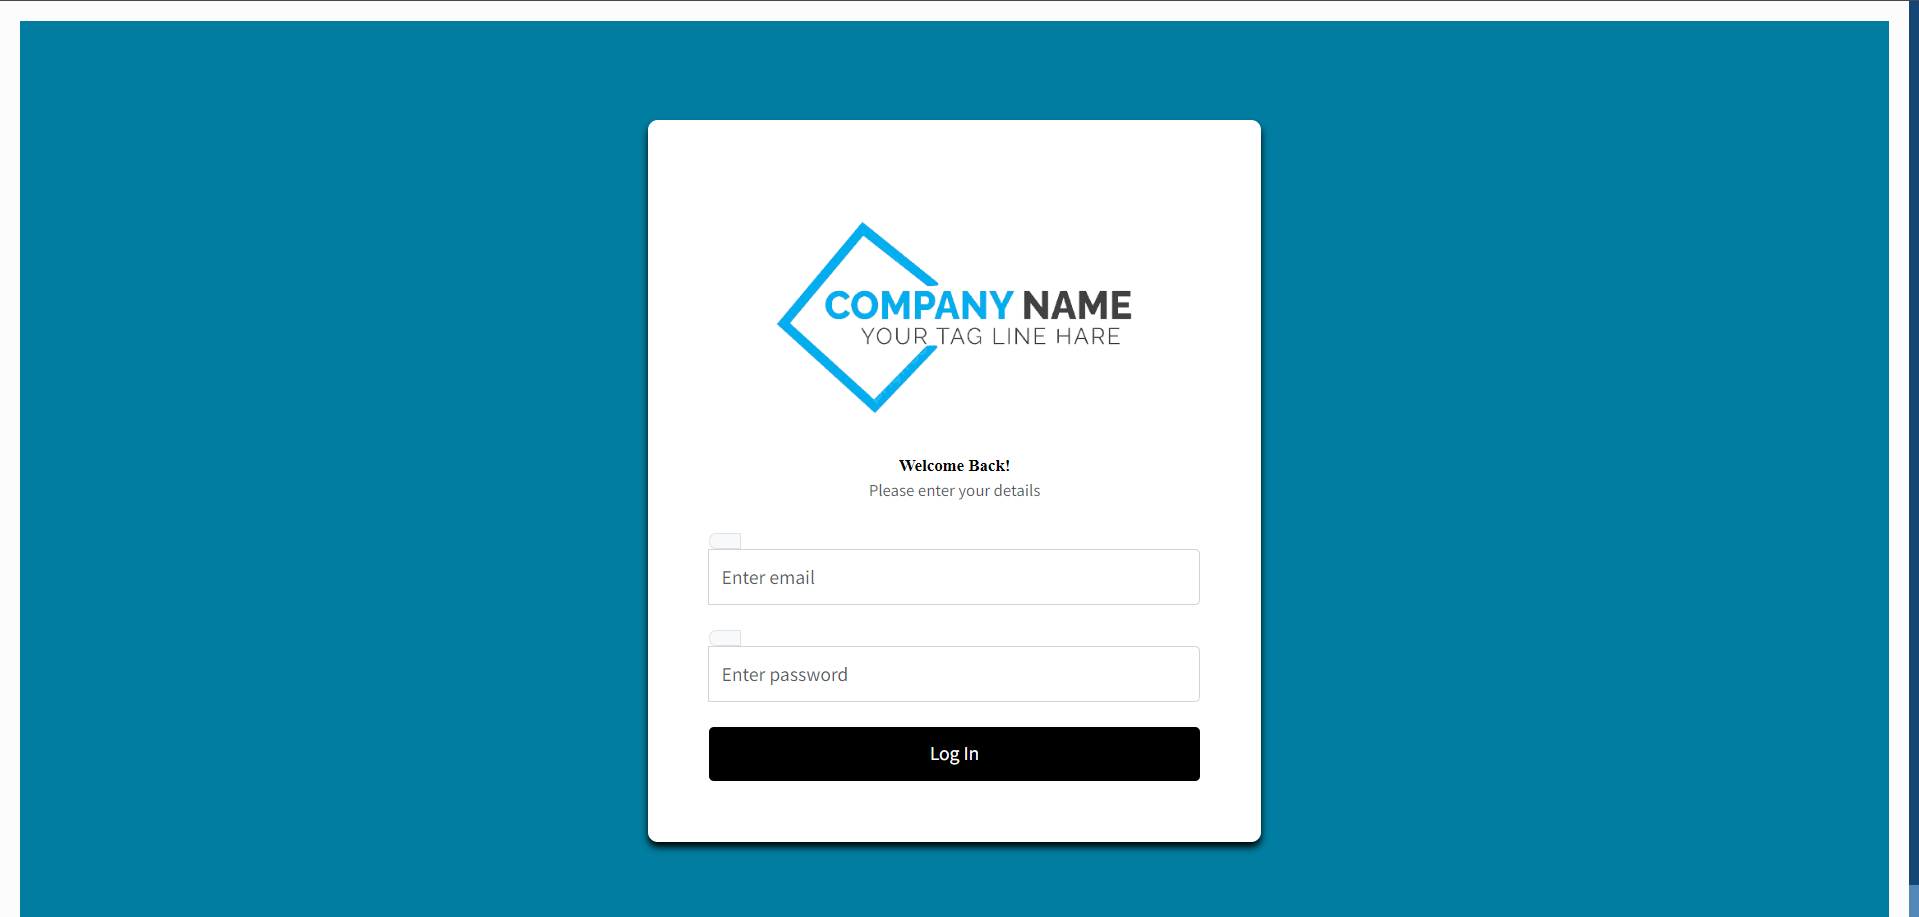 COMPANY NAME
YOUR TAG LINE HARE
Welcome Back!
Please enter your details
Enter email
Enter password
Log In